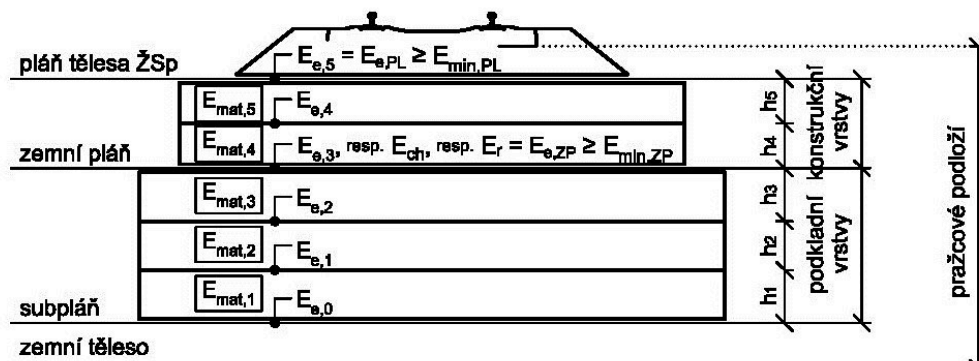 E_e,5 = E_e,PL ≥ E_min,PL
pláň tělesa ŽSp
E_mat,5 E_e,4 h5
E_mat,4 E_e,3, resp. E_ch, resp. E_r = E_e,ZP ≥ E_min,ZP h4
konstrukční vrstvy
zemní pláň
E_mat,3 E_e,2 h3
E_mat,2 E_e,1 h2
E_mat,1 E_e,0 h1
podkladní vrstvy
pražcové podloží
subpláň
zemní těleso